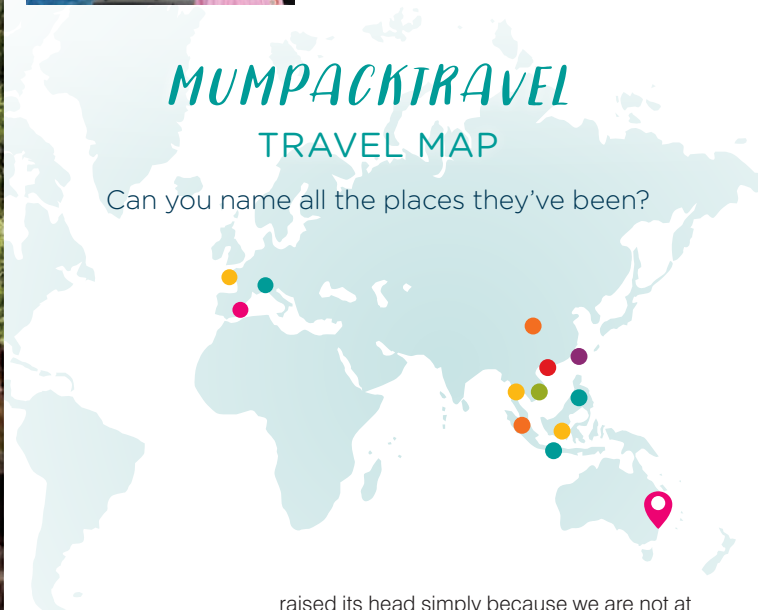 MUMPACKTRAVEL
TRAVEL MAP
Can you name all the places they’ve been?
raised its head simply because we are not at